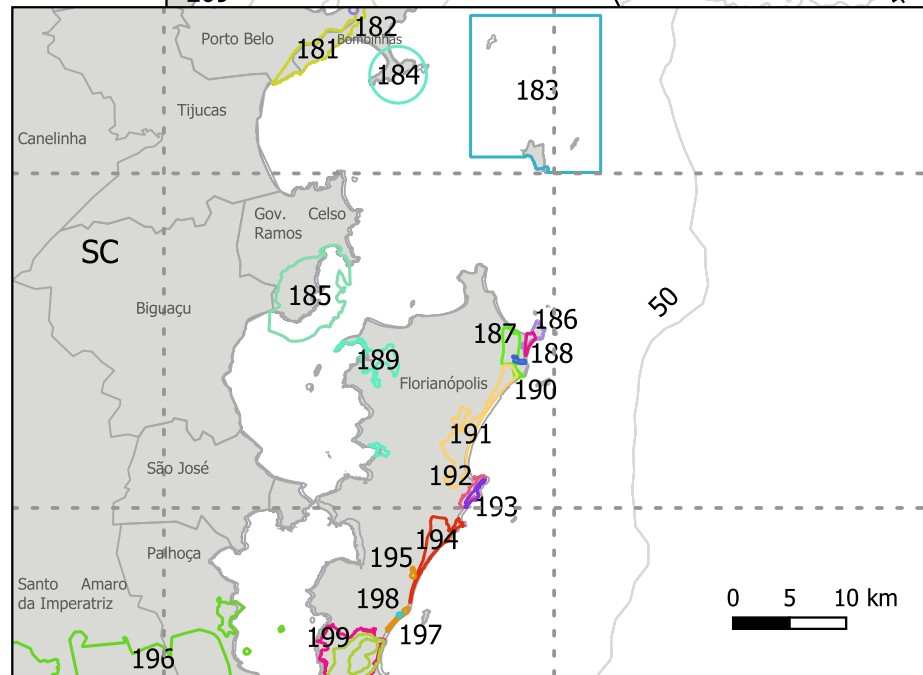 182
Porto Belo
Bombinhas
181
184
183
Tijucas
Canelinha
Gov. Celso
Ramos
SC
185
Biguaçu
50
186
187
188
189
Florianópolis
190
191
São José
192
193
194
Palhoça
195
Santo Amaro
da Imperatriz
198
0 5 10 km
197
199
196